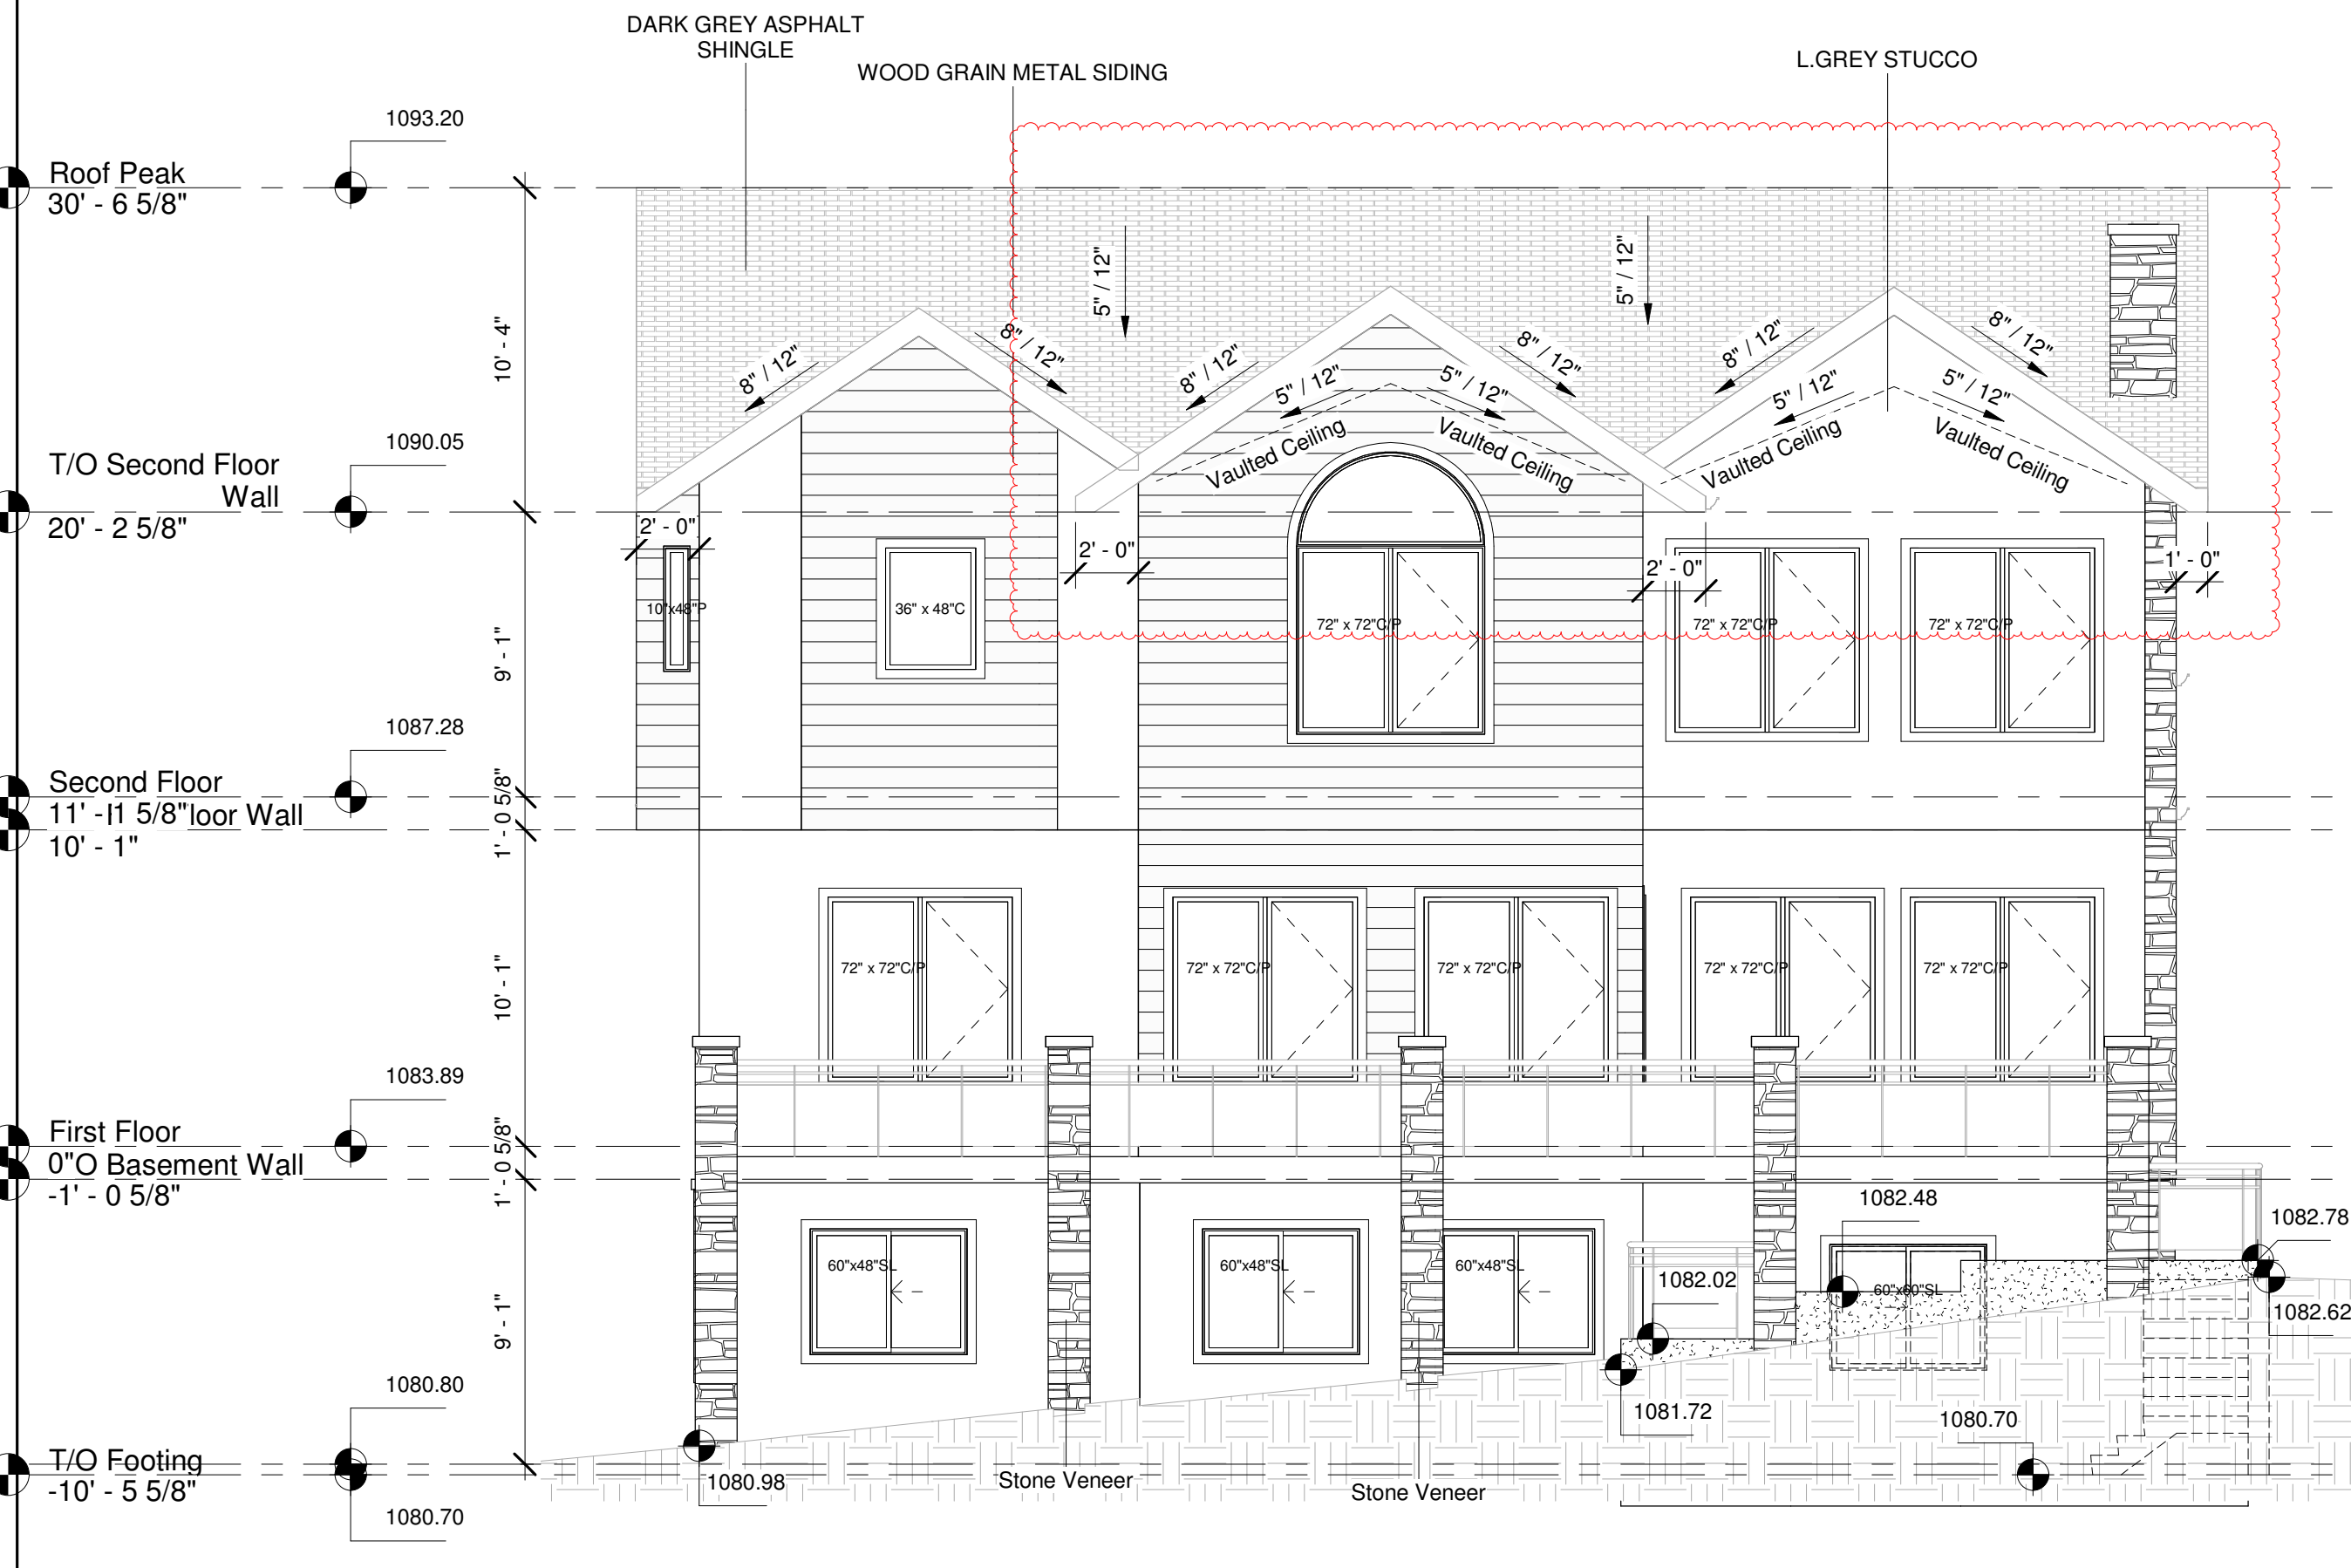 DARK GREY ASPHALT
SHINGLE
WOOD GRAIN METAL SIDING
L.GREY STUCCO
1093.20
Roof Peak
30' - 6 5/8"
10' - 4"
5" / 12"
5" / 12"
8" / 12"
8" / 12"
8" / 12"
8" / 12"
8" / 12"
8" / 12"
5" / 12"
5" / 12"
5" / 12"
5" / 12"
Vaulted Ceiling
Vaulted Ceiling
Vaulted Ceiling
Vaulted Ceiling
1090.05
T/O Second Floor
Wall
20' - 2 5/8"
2' - 0"
2' - 0"
2' - 0"
1' - 0"
10"x48"P
36" x 48"C
72" x 72"C/P
72" x 72"C/P
72" x 72"C/P
9' - 1"
1087.28
Second Floor
11' - 1 5/8"
loor Wall
10' - 1"
1' - 0 5/8"
72" x 72"C/P
72" x 72"C/P
72" x 72"C/P
72" x 72"C/P
72" x 72"C/P
10' - 1"
1083.89
First Floor
0"O Basement Wall
-1' - 0 5/8"
1' - 0 5/8"
1082.48
1082.78
60"x48"SL
60"x48"SL
60"x48"SL
1082.02
60"x60"SL
1082.62
9' - 1"
1080.80
1081.72
1080.70
T/O Footing
-10' - 5 5/8"
1080.98
Stone Veneer
Stone Veneer
1080.70